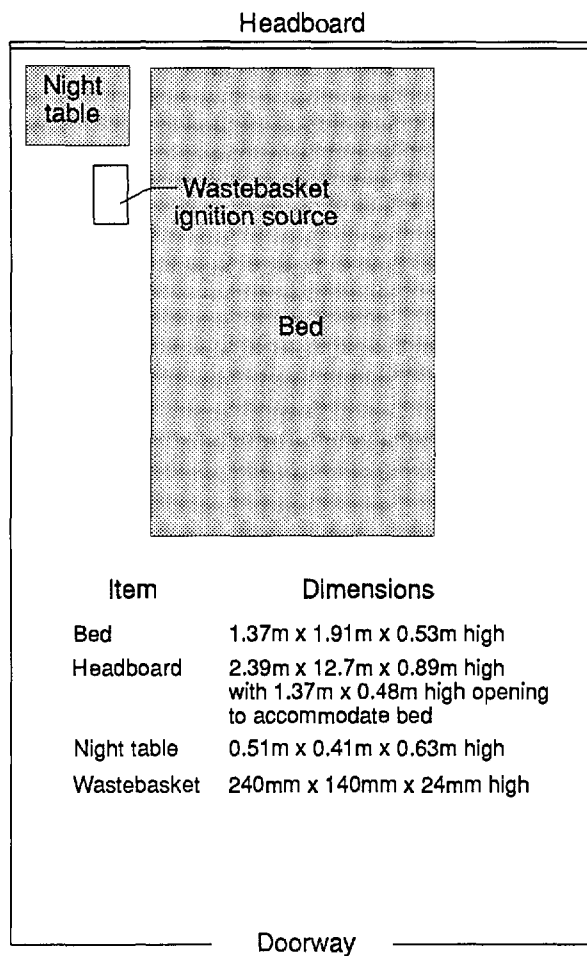 Headboard
Night
table
Wastebasket
ignition source
Bed
Item Dimensions
Bed 1.37m x 1.91m x 0.53m high
Headboard 2.39m x 12.7m x 0.89m high
with 1.37m x 0.48m high opening
to accommodate bed
Night table 0.51m x 0.41m x 0.63m high
Wastebasket 240mm x 140mm x 24mm high
Doorway